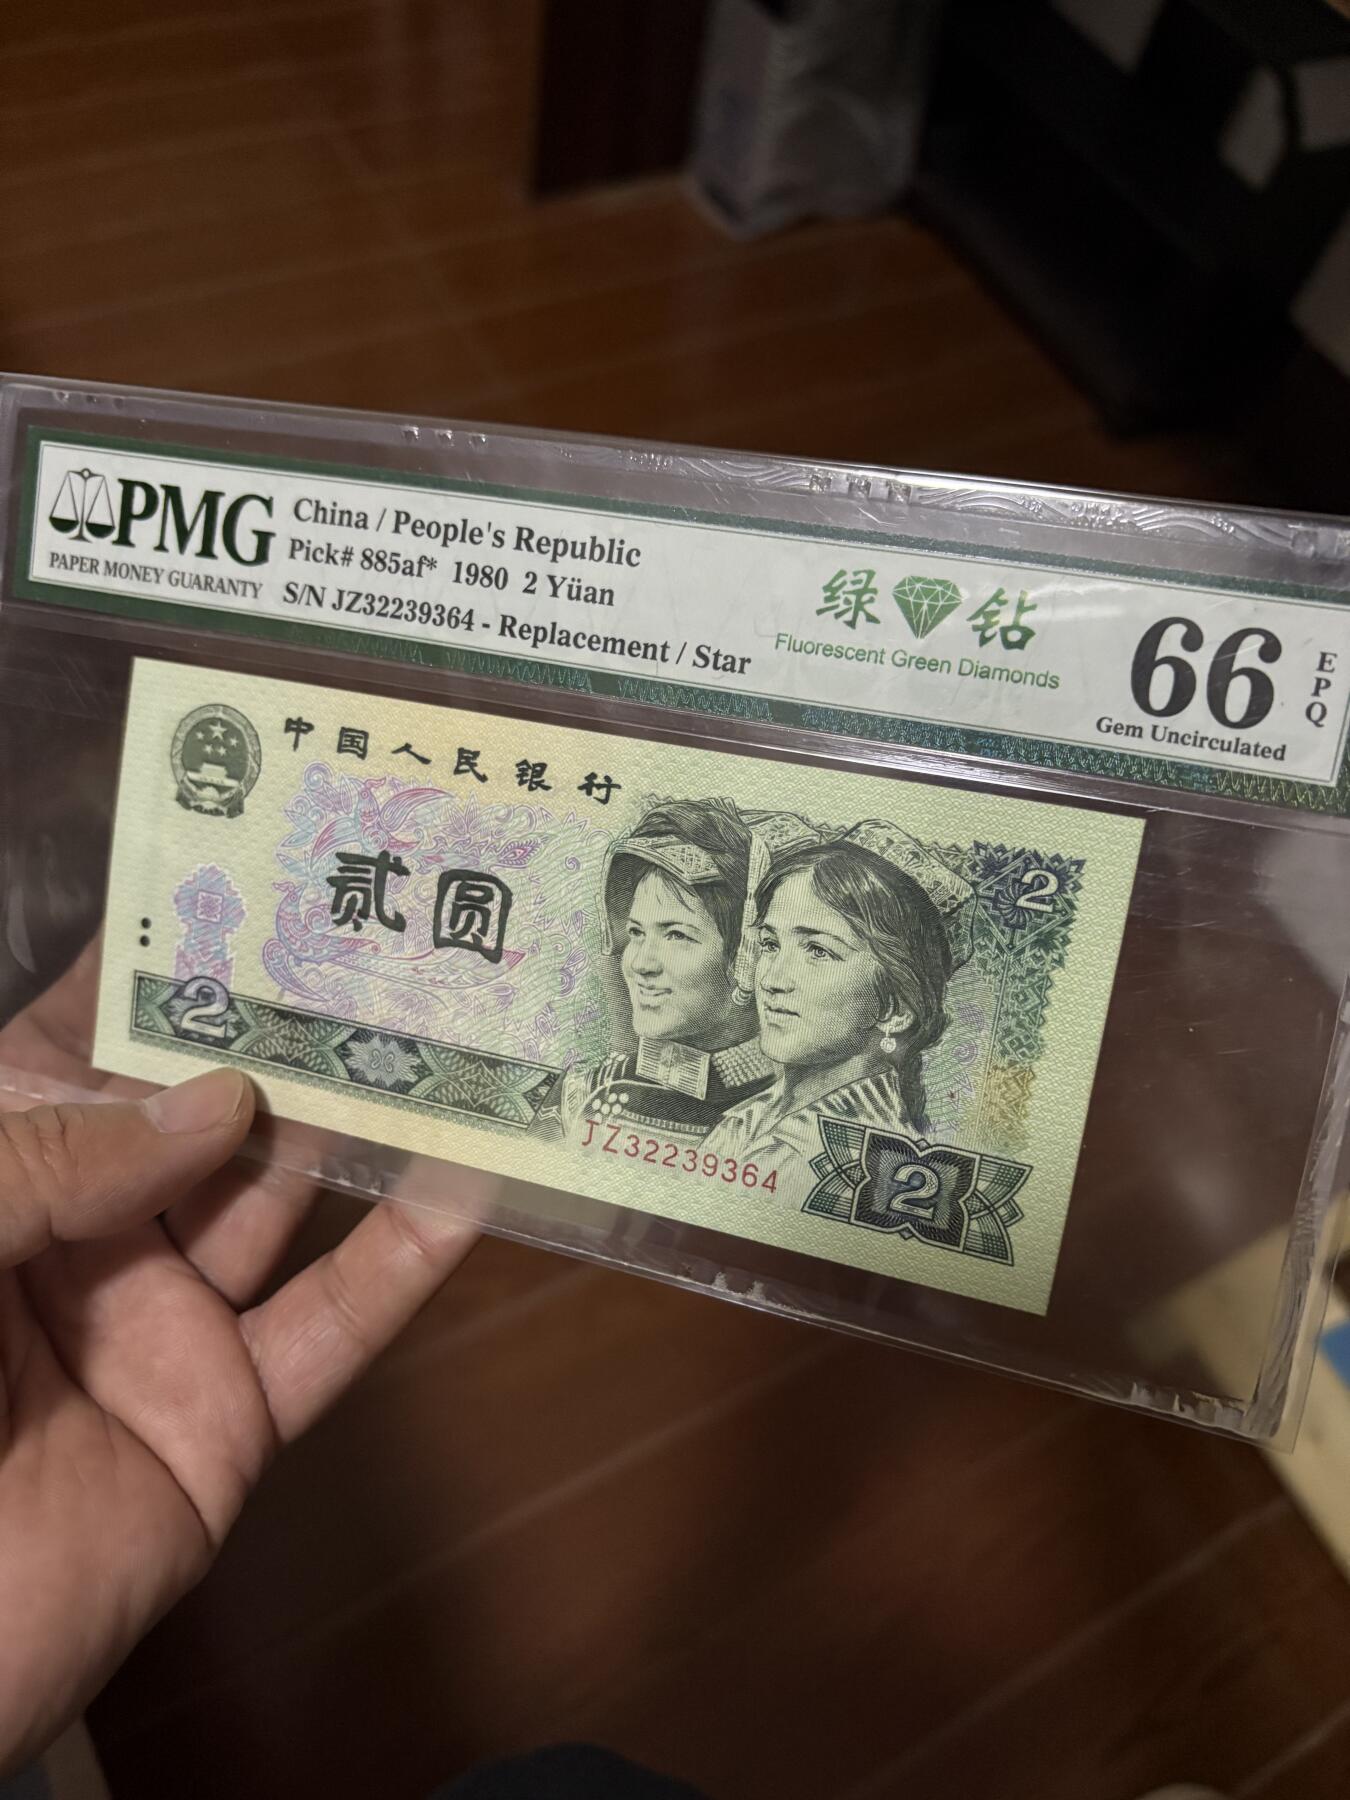 PMG
PAPER MONEY GUARANTY
China / People's Republic
Pick# 885af* 1980 2 Yüan
S/N JZ32239364 - Replacement / Star
绿钻
Fluorescent Green Diamonds
66
EPQ
Gem Uncirculated
中国人民银行
贰圆
2
2
JZ32239364
2